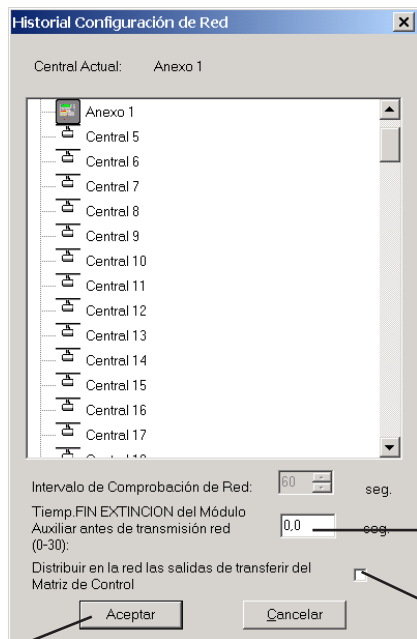 Historial Configuración de Red
Central Actual: Anexo 1
Anexo 1
Central 5
Central 6
Central 7
Central 8
Central 9
Central 10
Central 11
Central 12
Central 13
Central 14
Central 15
Central 16
Central 17
Intervalo de Comprobación de Red: 60 seg.
Tiemp.FIN EXTINCION del Módulo
Auxiliar antes de transmisión red
(0-30): 0,0 seg.
Distribuir en la red las salidas de transferir del
Matriz de Control
Aceptar Cancelar